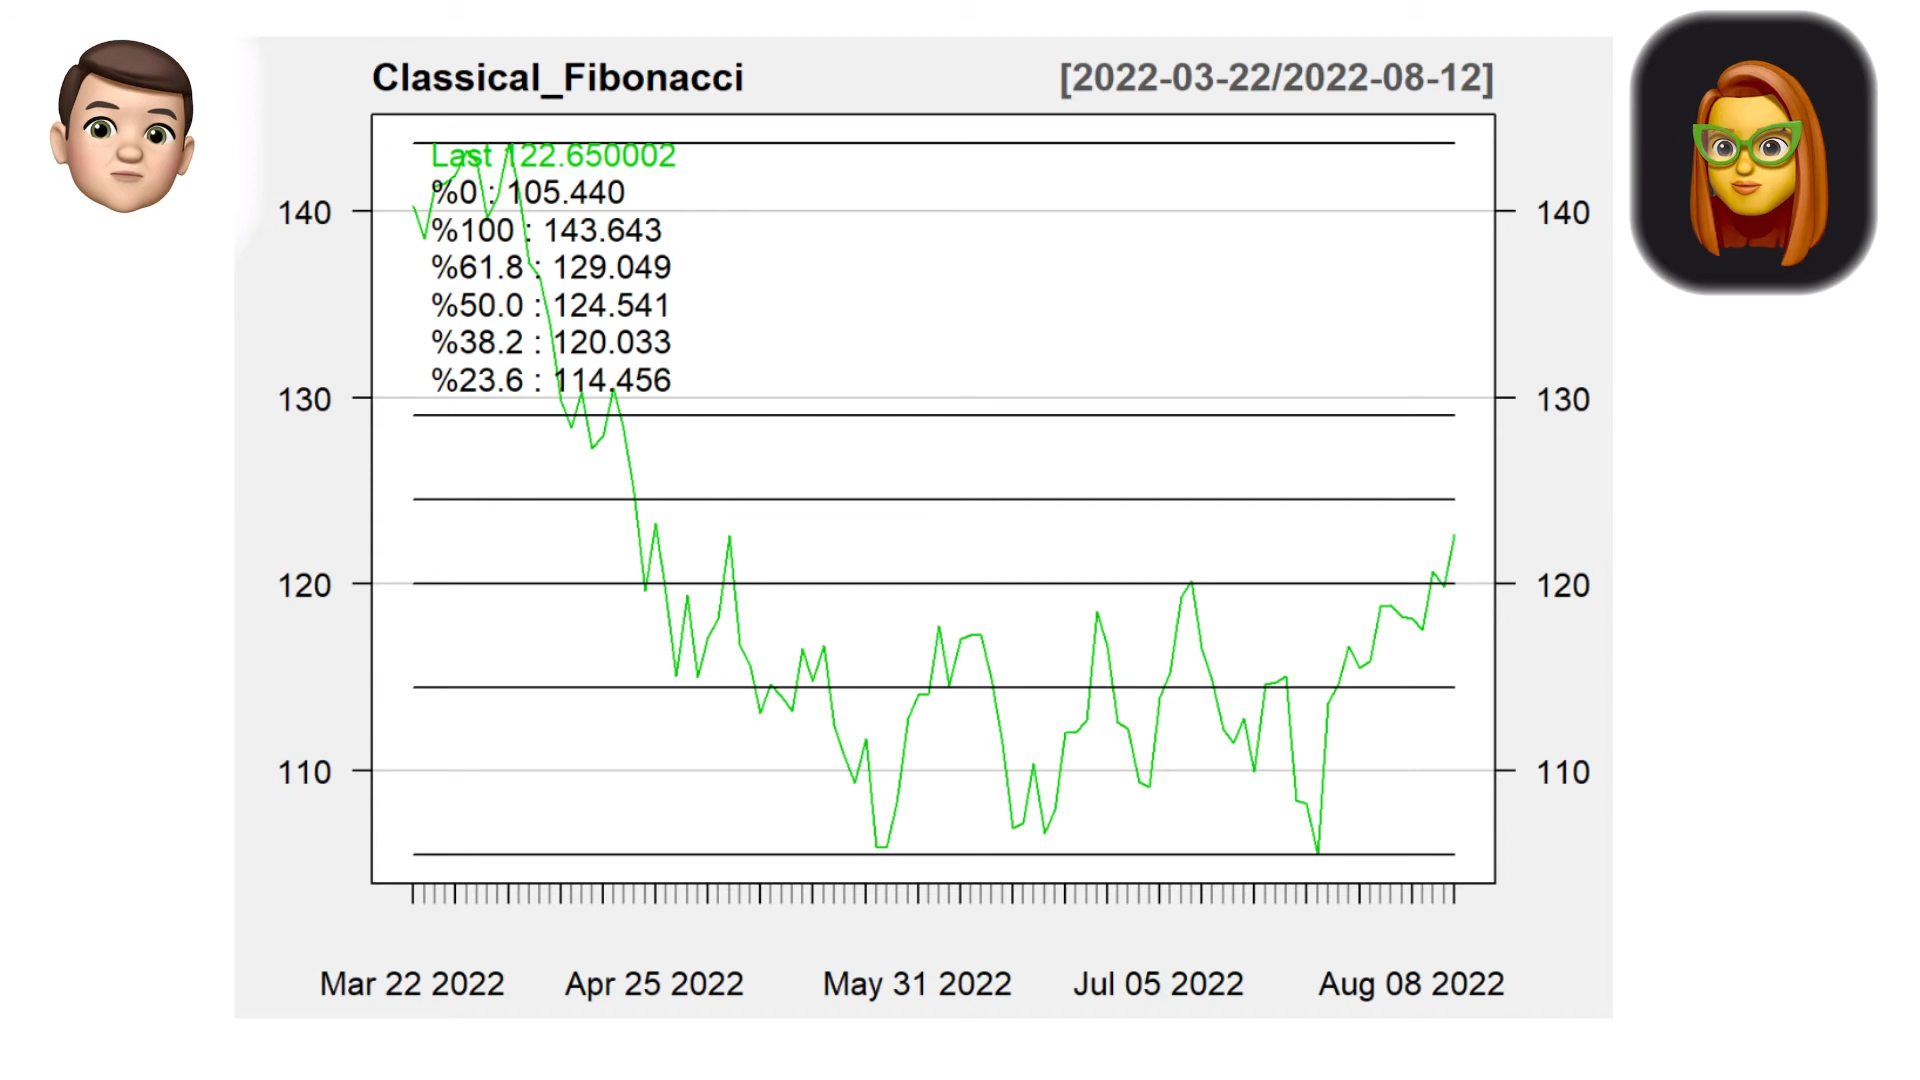 Classical_Fibonacci [2022-03-22/2022-08-12]
Last 122.650002
%0 : 105.440
%100 : 143.643
%61.8 : 129.049
%50.0 : 124.541
%38.2 : 120.033
%23.6 : 114.456
140 140
130 130
120 120
110 110
Mar 22 2022 Apr 25 2022 May 31 2022 Jul 05 2022 Aug 08 2022